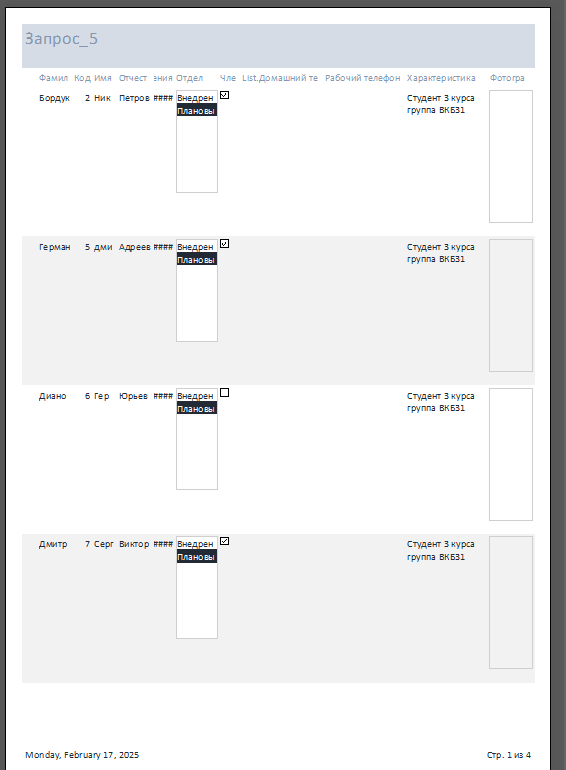 Запрос_5
Фамил Код Имя Отчест ения Отдел Чле List.Домашний те Рабочий телефон Характеристика Фотогра
Бордук 2 Ник Петров #### Внедрен Студент 3 курса
Плановы группа ВКБ31
Герман 5 дми Адреев #### Внедрен Студент 3 курса
Плановы группа ВКБ31
Диано 6 Гер Юрьев #### Внедрен Студент 3 курса
Плановы группа ВКБ31
Дмитр 7 Серг Виктор #### Внедрен Студент 3 курса
Плановы группа ВКБ31
Monday, February 17, 2025 Стр. 1 из 4